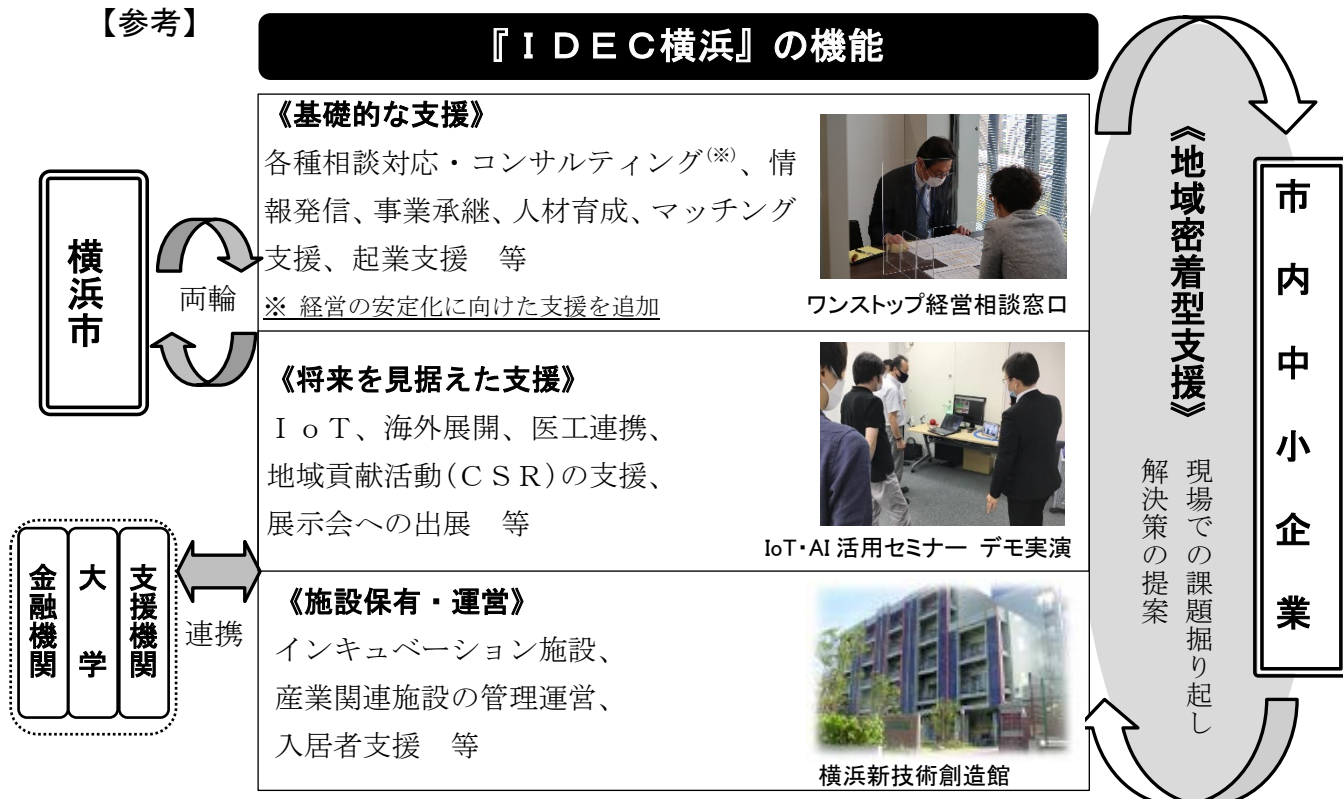 【参考】
『ＩＤＥＣ横浜』の機能
《基礎的な支援》
各種相談対応・コンサルティング(※)、情
報発信、事業承継、人材育成、マッチング
支援、起業支援　等
※ 経営の安定化に向けた支援を追加
ワンストップ経営相談窓口
《将来を見据えた支援》
ＩｏＴ、海外展開、医工連携、
地域貢献活動(ＣＳＲ)の支援、
展示会への出展　等
IoT・AI 活用セミナー デモ実演
《施設保有・運営》
インキュベーション施設、
産業関連施設の管理運営、
入居者支援　等
横浜新技術創造館
横浜市
両輪
金融機関
大学
支援機関
連携
《地域密着型支援》
現場での課題掘り起し
解決策の提案
市内中小企業